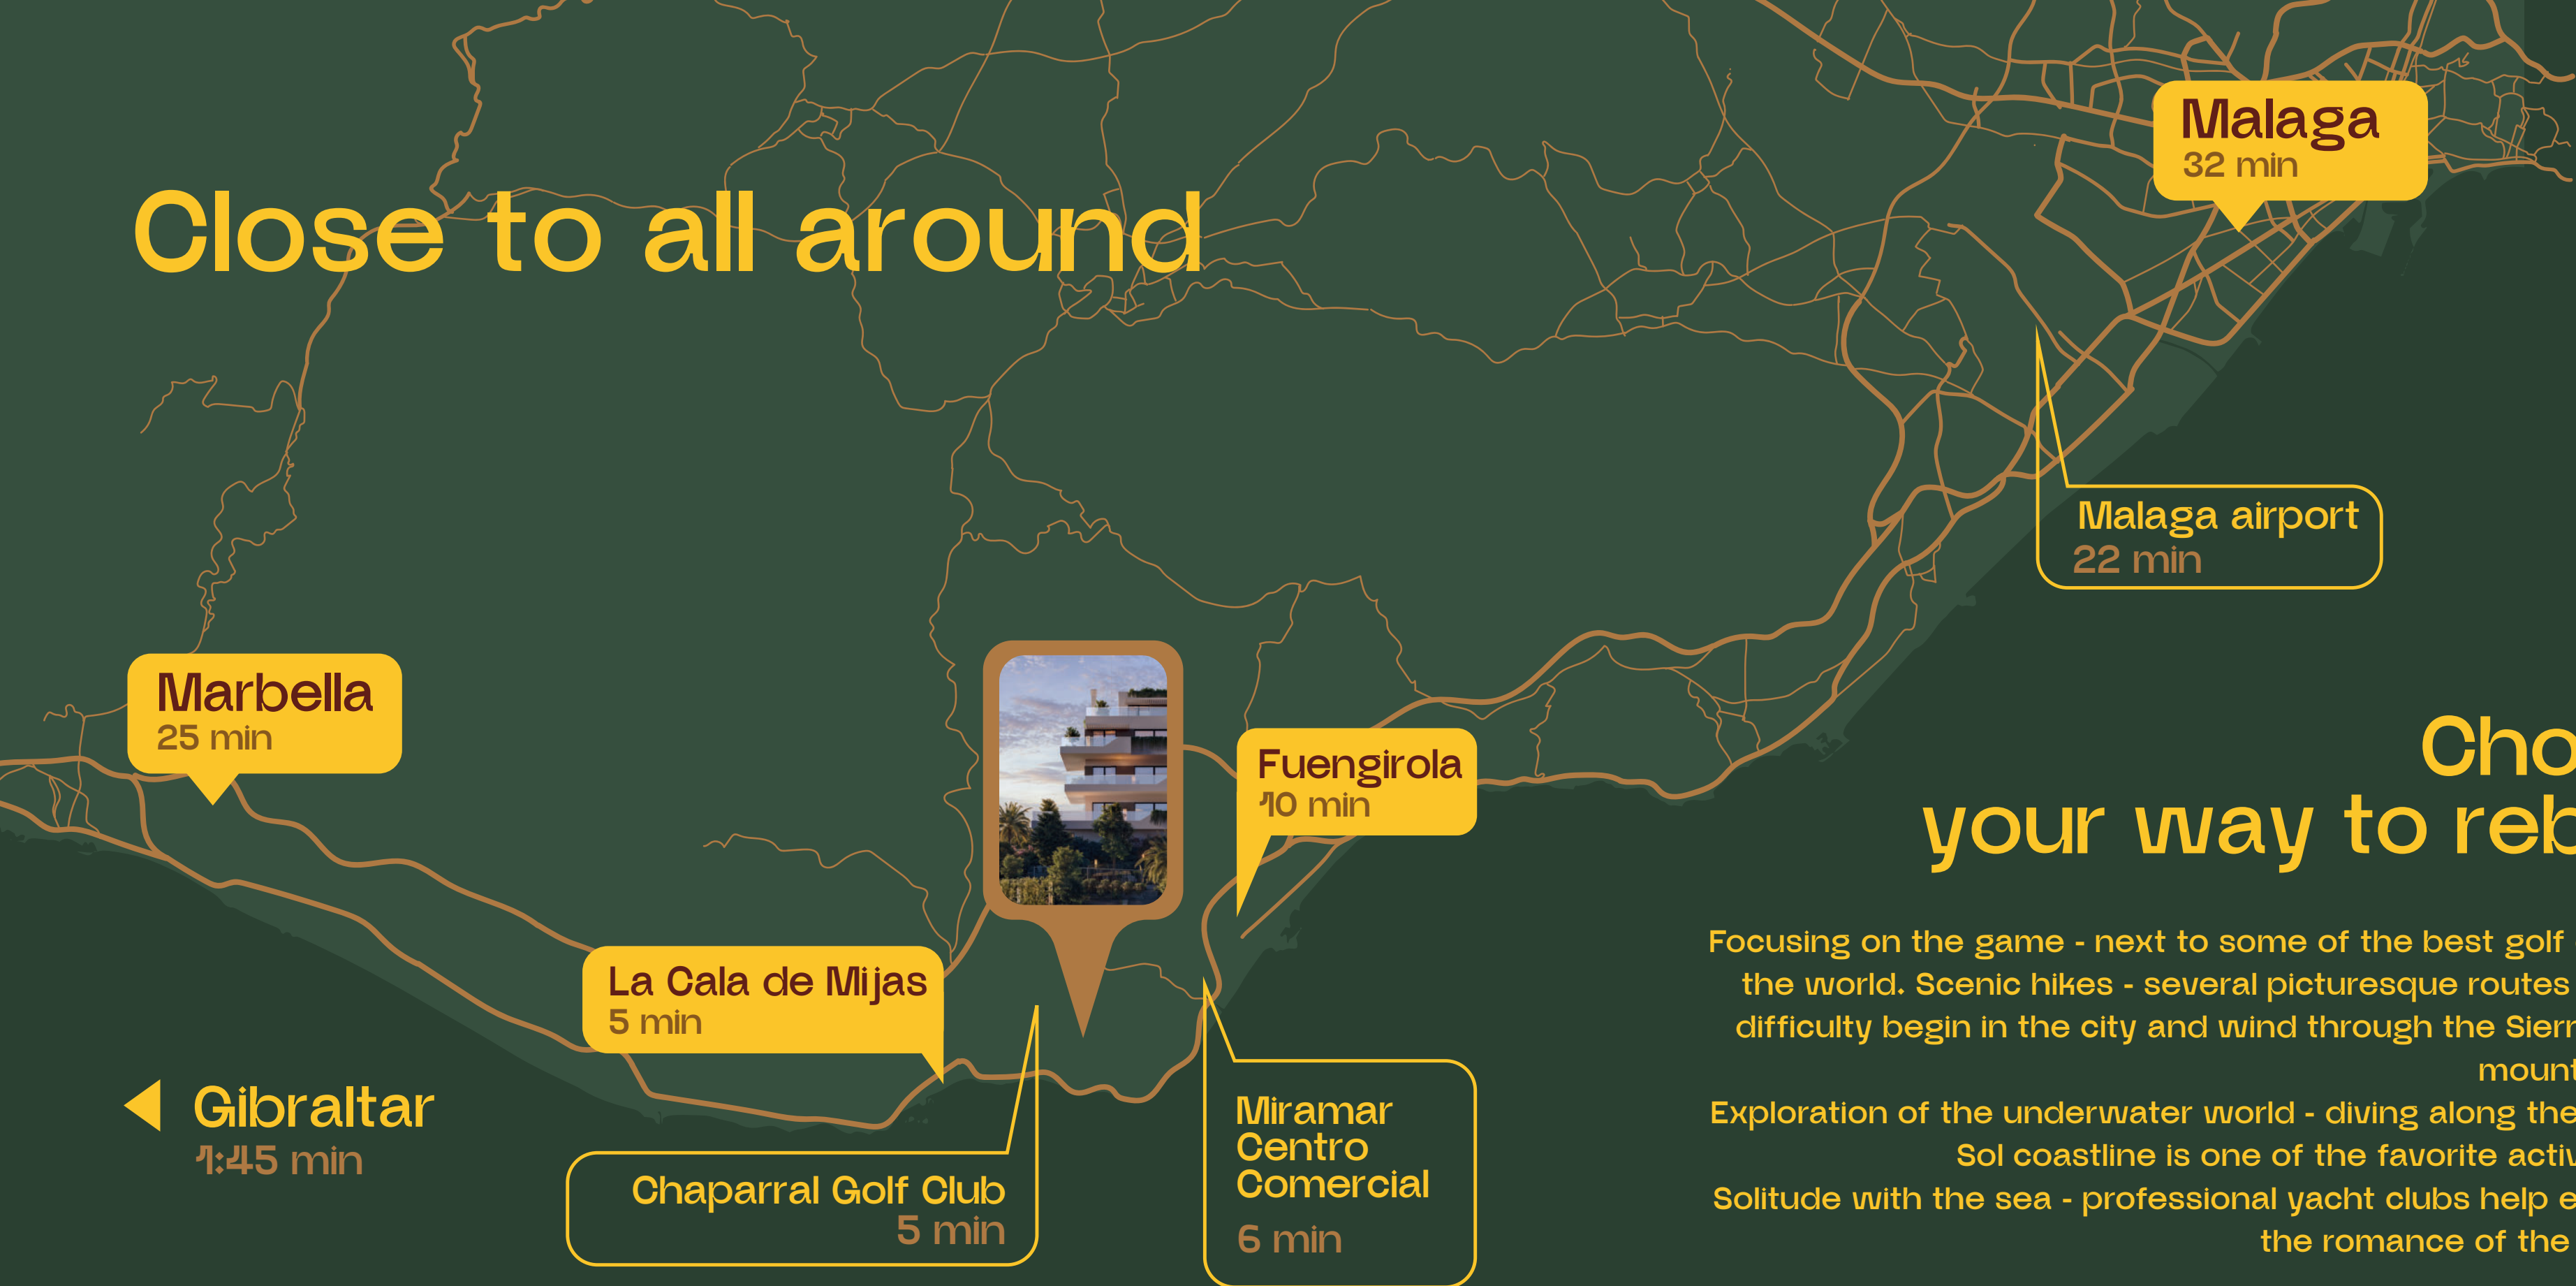 Close to all around
Malaga
32 min
Malaga airport
22 min
Marbella
25 min
Fuengirola
10 min
La Cala de Mijas
5 min
Gibraltar
1:45 min
Chaparral Golf Club
5 min
Miramar
Centro
Comercial
6 min
Cho
your way to reb
Focusing on the game - next to some of the best golf
the world. Scenic hikes - several picturesque routes
difficulty begin in the city and wind through the Sierr
mount
Exploration of the underwater world - diving along the
Sol coastline is one of the favorite activ
Solitude with the sea - professional yacht clubs help e
the romance of the